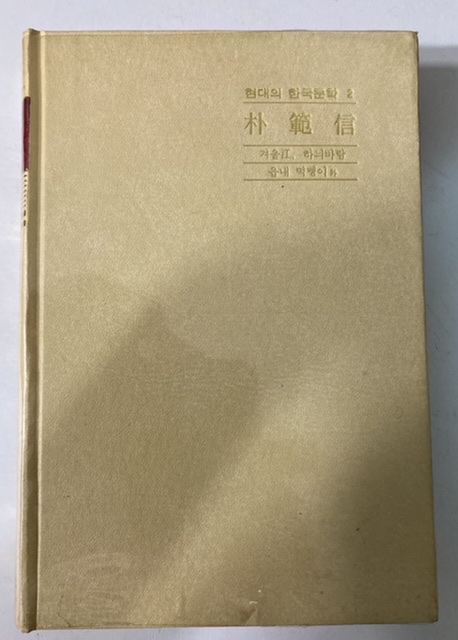 현대의 한국문학 2
朴範信
겨울江, 하늬바람
읍내 떡뺑이外